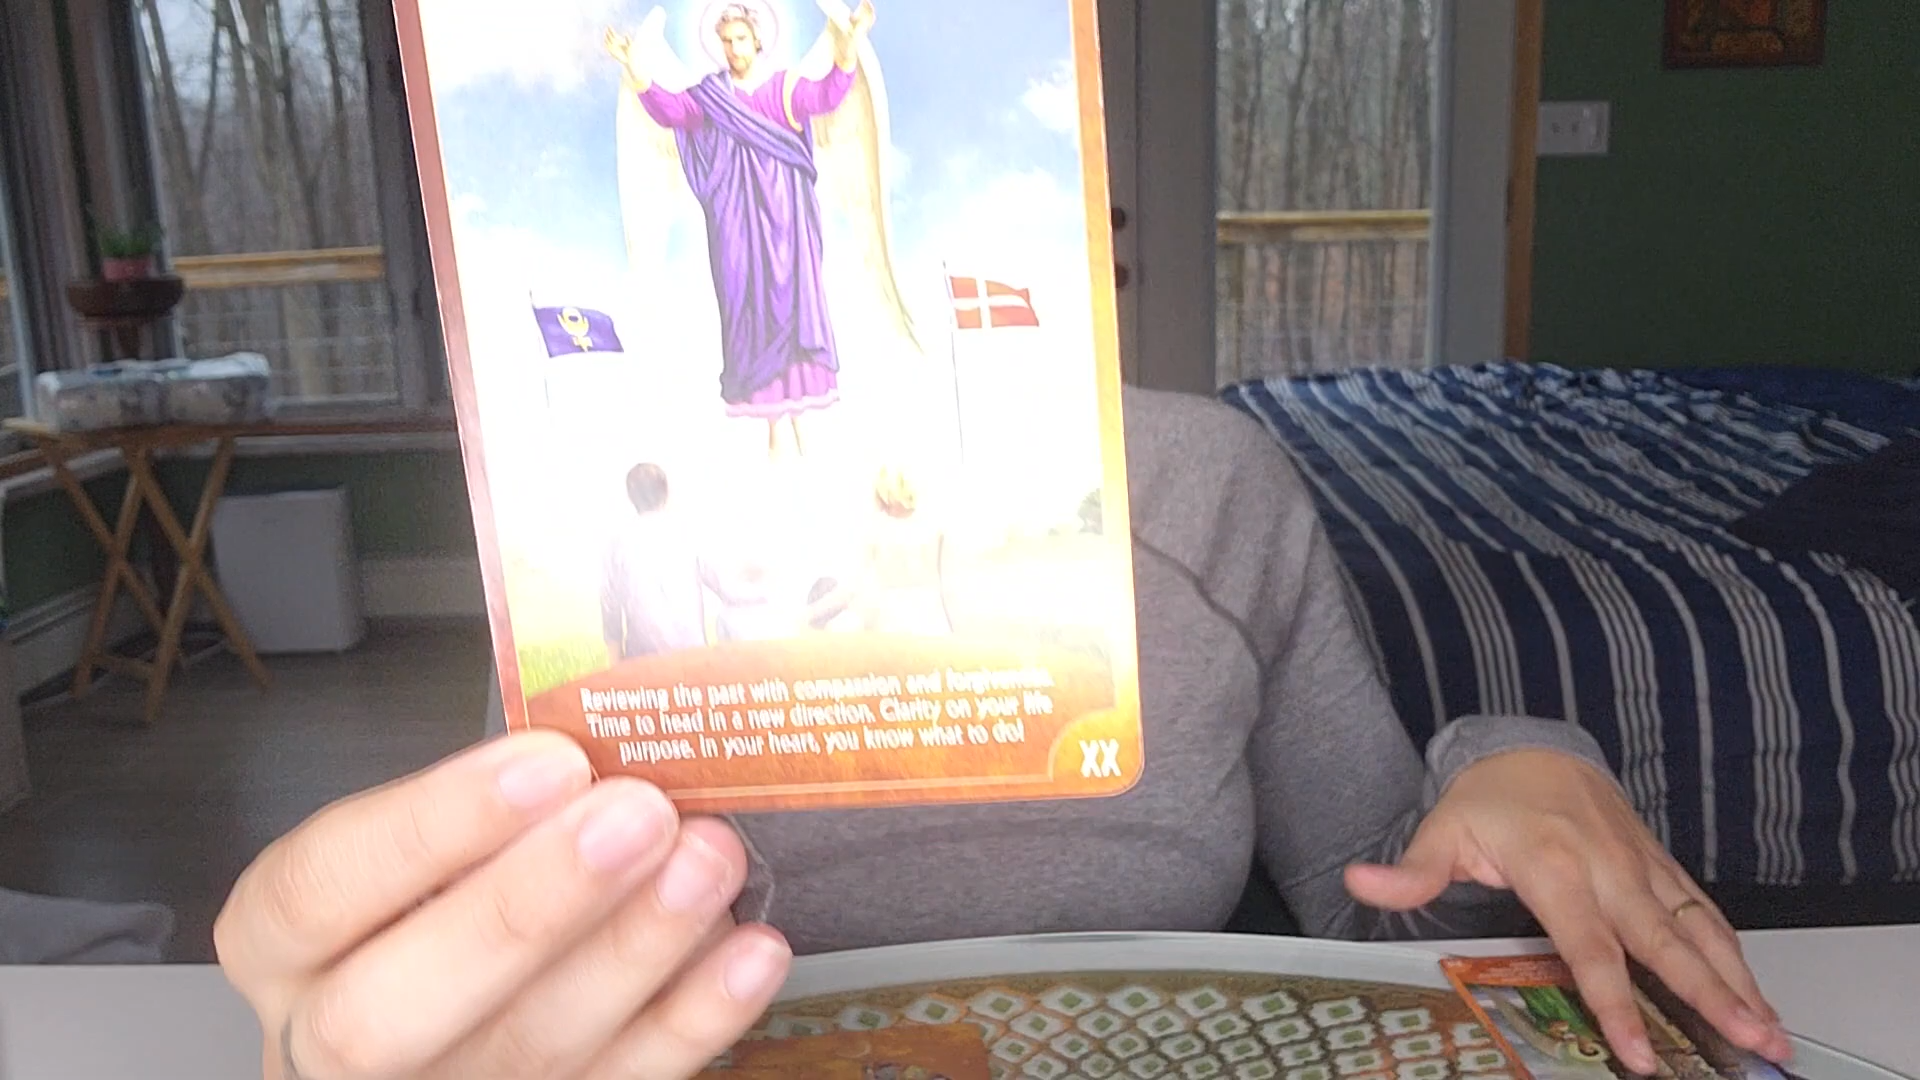 Reviewing the past with compassion and forgiveness.
Time to head in a new direction. Clarity on your life
purpose. In your heart, you know what to do!
XX